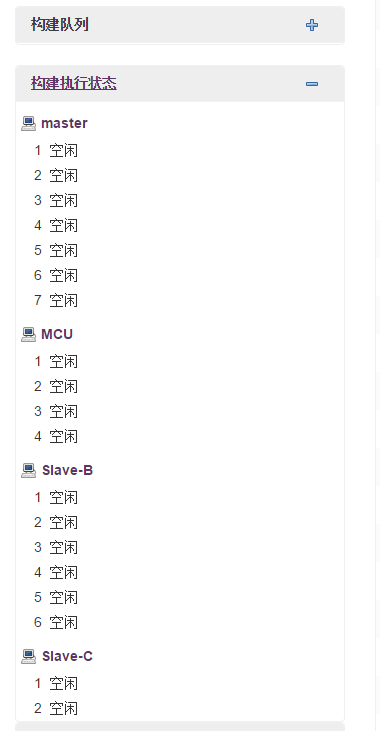 构建队列
构建执行状态
master
1 空闲
2 空闲
3 空闲
4 空闲
5 空闲
6 空闲
7 空闲
MCU
1 空闲
2 空闲
3 空闲
4 空闲
Slave-B
1 空闲
2 空闲
3 空闲
4 空闲
5 空闲
6 空闲
Slave-C
1 空闲
2 空闲